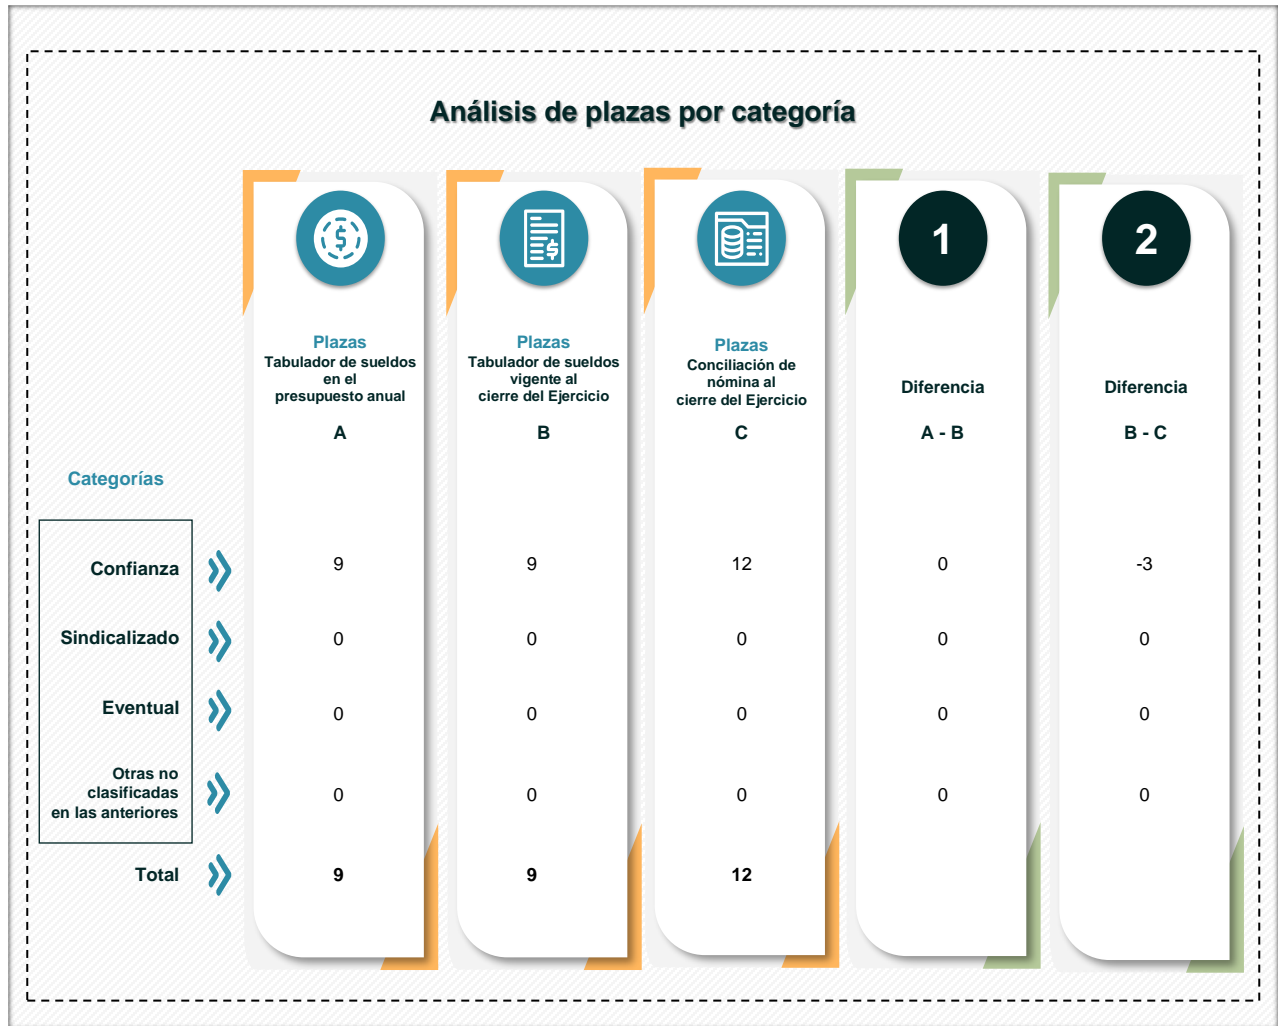 Análisis de plazas por categoría
1
2
Plazas
Tabulador de sueldos
en el
presupuesto anual
A
Plazas
Tabulador de sueldos
vigente al
cierre del Ejercicio
B
Plazas
Conciliación de
nómina al
cierre del Ejercicio
C
Diferencia
A - B
Diferencia
B - C
Categorías
Confianza 9 9 12 0 -3
Sindicalizado 0 0 0 0 0
Eventual 0 0 0 0 0
Otras no
clasificadas
en las anteriores
0 0 0 0 0
Total 9 9 12